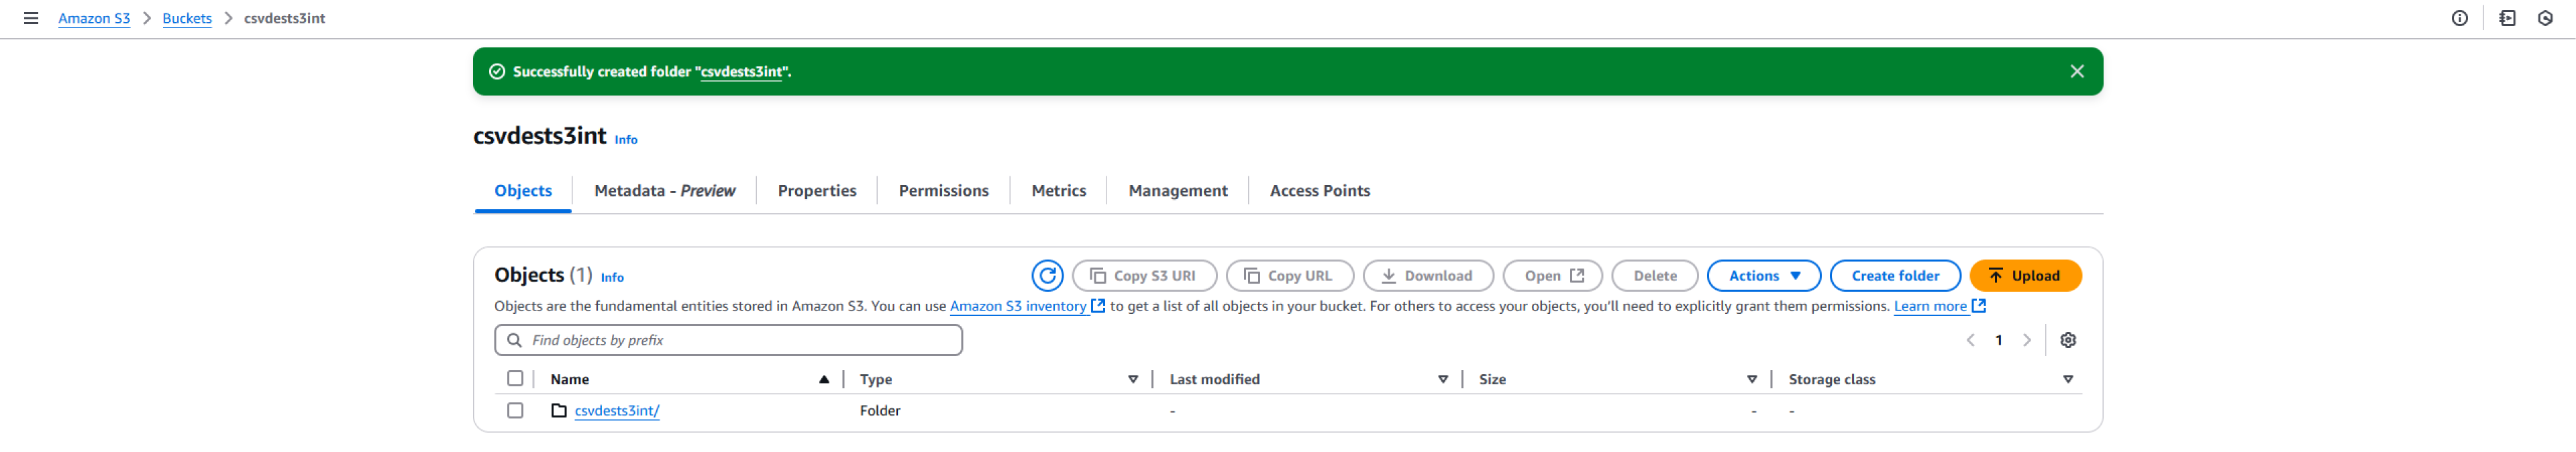 Amazon S3 > Buckets > csvdests3int
Successfully created folder "csvdests3int".
csvdests3int Info
Objects Metadata - Preview Properties Permissions Metrics Management Access Points
Objects (1) Info Copy S3 URI Copy URL Download Open Delete Actions Create folder Upload
Objects are the fundamental entities stored in Amazon S3. You can use Amazon S3 inventory to get a list of all objects in your bucket. For others to access your objects, you'll need to explicitly grant them permissions. Learn more
Find objects by prefix 1
Name Type Last modified Size Storage class
csvdests3int/ Folder - - -